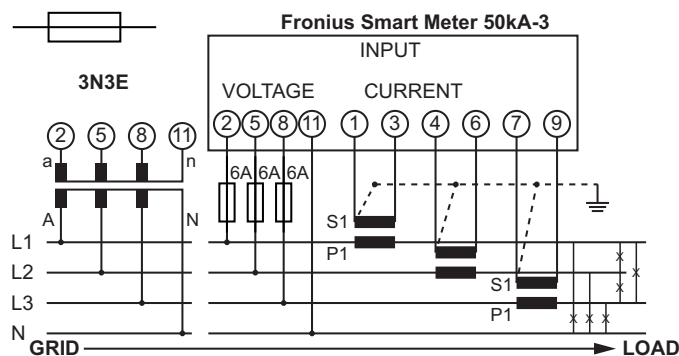 Fronius Smart Meter 50kA-3
INPUT
3N3E
VOLTAGE CURRENT
2 5 8 11 2 5 8 11 1 3 4 6 7 9
a n
6A 6A 6A
A N S1
L1 P1
L2
S1
L3
P1
N
GRID LOAD